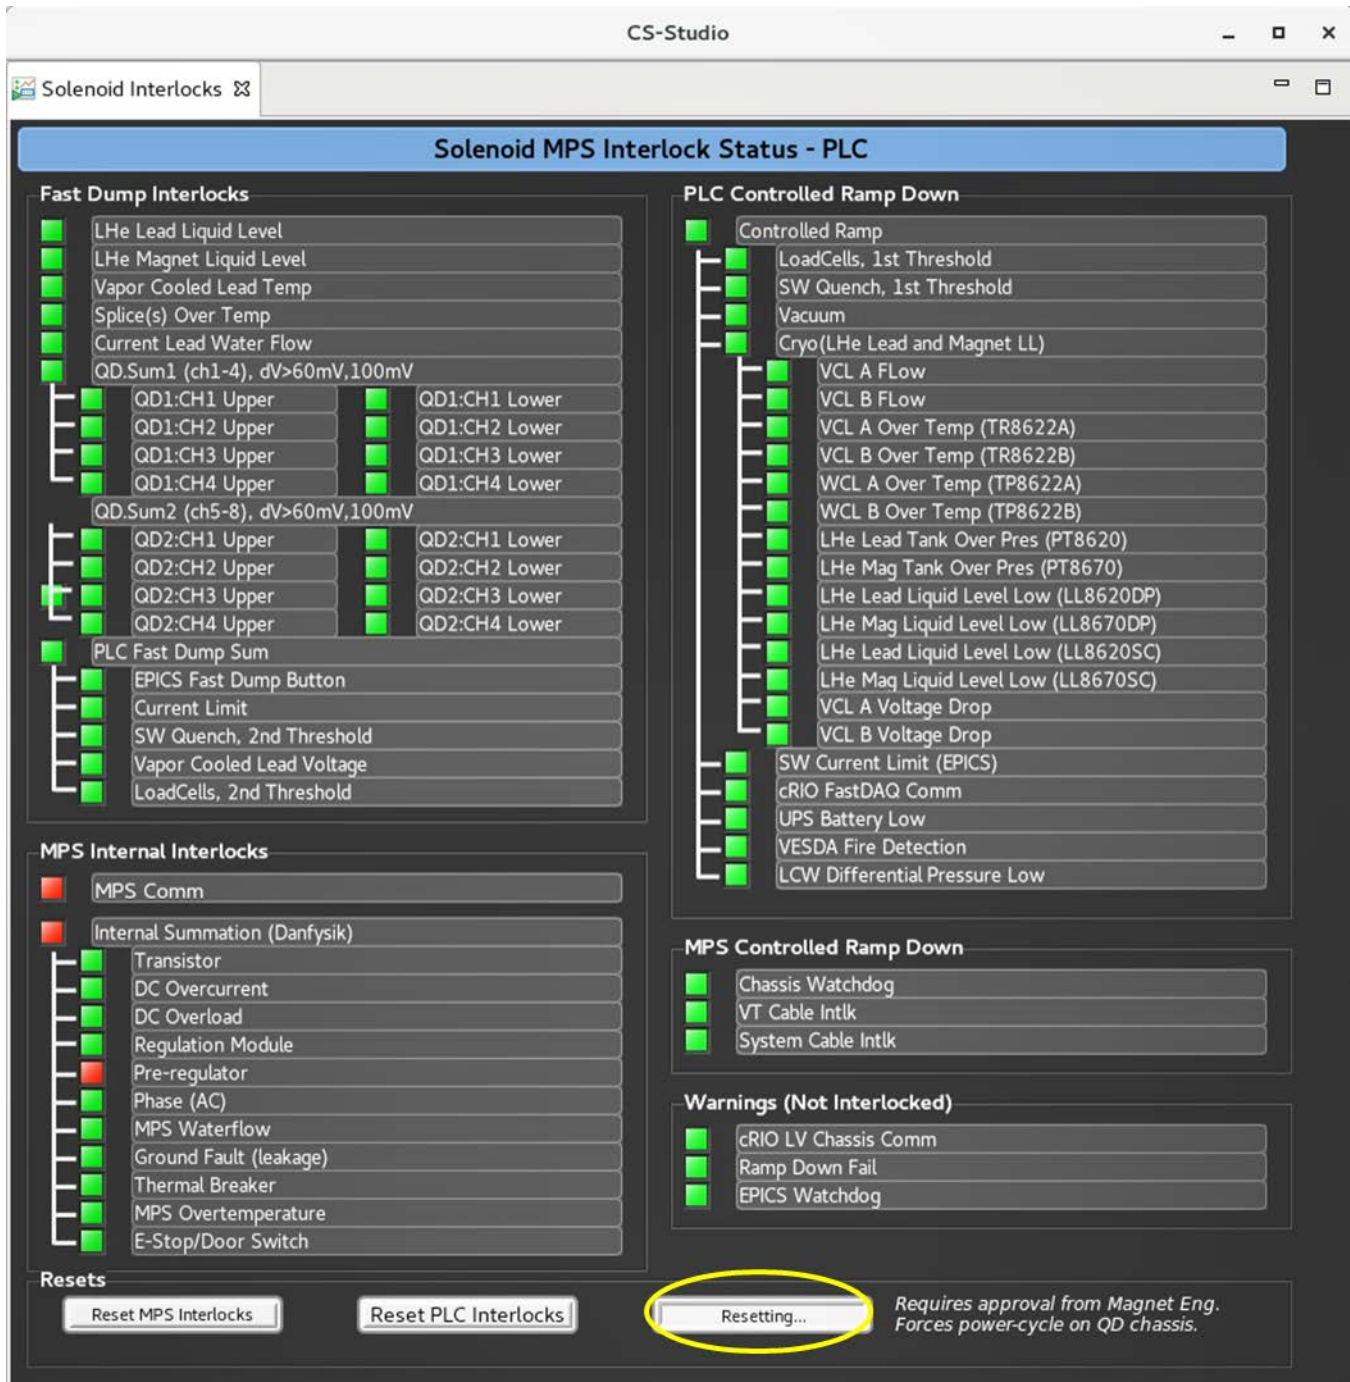 CS-Studio
Solenoid Interlocks
Solenoid MPS Interlock Status - PLC
Fast Dump Interlocks
LHe Lead Liquid Level
LHe Magnet Liquid Level
Vapor Cooled Lead Temp
Splice(s) Over Temp
Current Lead Water Flow
QD.Sum1 (ch1-4), dV>60mV,100mV
QD1:CH1 Upper QD1:CH1 Lower
QD1:CH2 Upper QD1:CH2 Lower
QD1:CH3 Upper QD1:CH3 Lower
QD1:CH4 Upper QD1:CH4 Lower
QD.Sum2 (ch5-8), dV>60mV,100mV
QD2:CH1 Upper QD2:CH1 Lower
QD2:CH2 Upper QD2:CH2 Lower
QD2:CH3 Upper QD2:CH3 Lower
QD2:CH4 Upper QD2:CH4 Lower
PLC Fast Dump Sum
EPICS Fast Dump Button
Current Limit
SW Quench, 2nd Threshold
Vapor Cooled Lead Voltage
LoadCells, 2nd Threshold
MPS Internal Interlocks
MPS Comm
Internal Summation (Danfysik)
Transistor
DC Overcurrent
DC Overload
Regulation Module
Pre-regulator
Phase (AC)
MPS Waterflow
Ground Fault (leakage)
Thermal Breaker
MPS Overtemperature
E-Stop/Door Switch
PLC Controlled Ramp Down
Controlled Ramp
LoadCells, 1st Threshold
SW Quench, 1st Threshold
Vacuum
Cryo(LHe Lead and Magnet LL)
VCL A FLow
VCL B FLow
VCL A Over Temp (TR8622A)
VCL B Over Temp (TR8622B)
WCL A Over Temp (TP8622A)
WCL B Over Temp (TP8622B)
LHe Lead Tank Over Pres (PT8620)
LHe Mag Tank Over Pres (PT8670)
LHe Lead Liquid Level Low (LL8620DP)
LHe Mag Liquid Level Low (LL8670DP)
LHe Lead Liquid Level Low (LL8620SC)
LHe Mag Liquid Level Low (LL8670SC)
VCL A Voltage Drop
VCL B Voltage Drop
SW Current Limit (EPICS)
cRIO FastDAQ Comm
UPS Battery Low
VESDA Fire Detection
LCW Differential Pressure Low
MPS Controlled Ramp Down
Chassis Watchdog
VT Cable Intlk
System Cable Intlk
Warnings (Not Interlocked)
cRIO LV Chassis Comm
Ramp Down Fail
EPICS Watchdog
Resets
Reset MPS Interlocks
Reset PLC Interlocks
Resetting...
Requires approval from Magnet Eng.
Forces power-cycle on QD chassis.